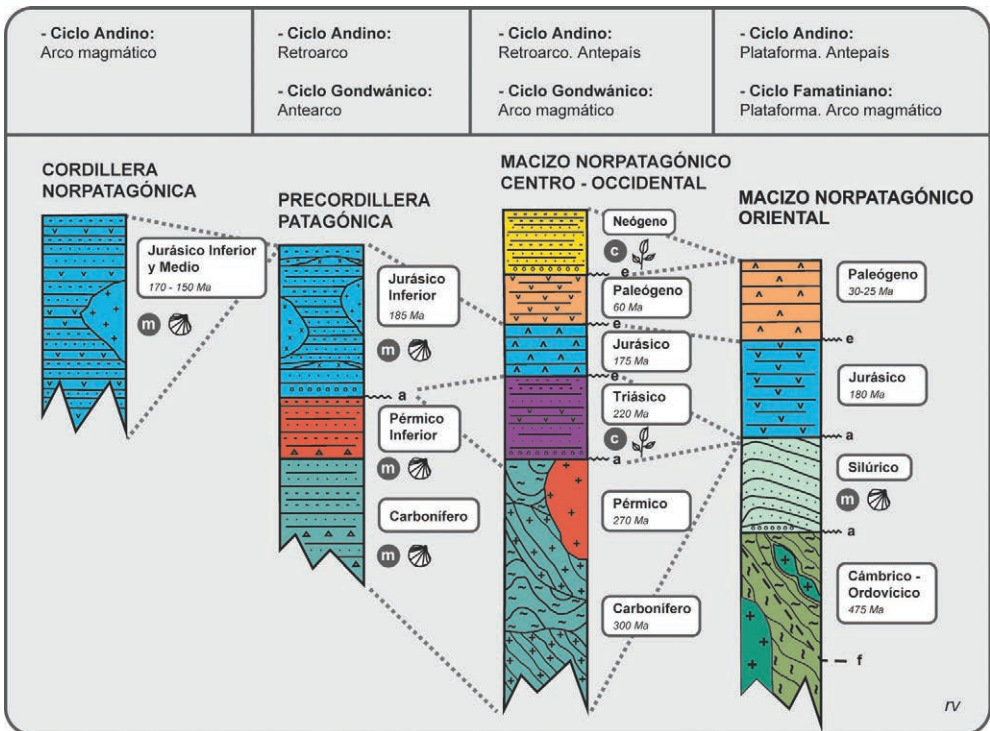 - Ciclo Andino:
Arco magmático
- Ciclo Andino:
Retroarco
- Ciclo Gondwánico:
Antearco
- Ciclo Andino:
Retroarco. Antepaís
- Ciclo Gondwánico:
Arco magmático
- Ciclo Andino:
Plataforma. Antepaís
- Ciclo Famatiniano:
Plataforma. Arco magmático
CORDILLERA
NORPATAGÓNICA
Jurásico Inferior
y Medio
170 - 150 Ma
m
PRECORDILLERA
PATAGÓNICA
Jurásico
Inferior
185 Ma
m
a
Pérmico
Inferior
m
Carbonífero
m
MACIZO NORPATAGÓNICO
CENTRO - OCCIDENTAL
Neógeno
c
e
Paleógeno
60 Ma
e
Jurásico
175 Ma
e
Triásico
220 Ma
c
a
Pérmico
270 Ma
Carbonífero
300 Ma
MACIZO NORPATAGÓNICO
ORIENTAL
Paleógeno
30-25 Ma
e
Jurásico
180 Ma
a
Silúrico
m
a
Cámbrico -
Ordovícico
475 Ma
f
rv